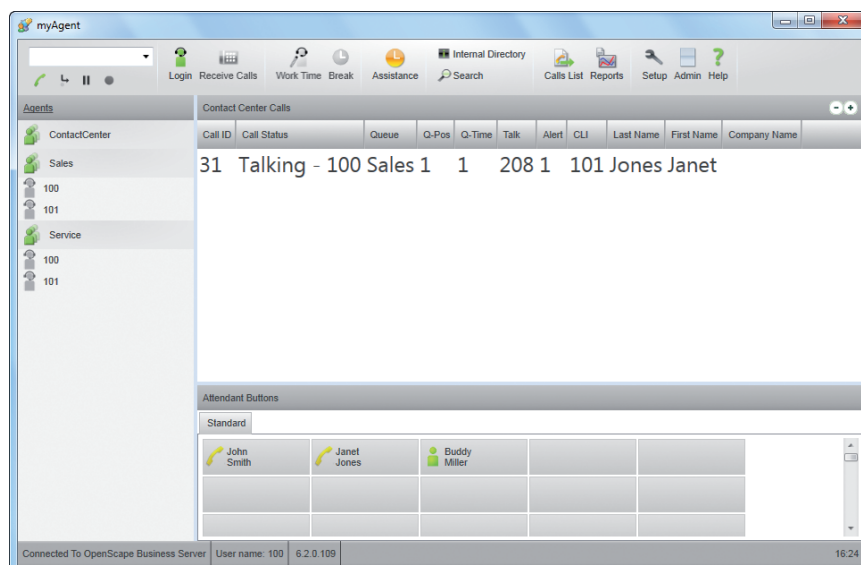 myAgent
Login Receive Calls Work Time Break Assistance Internal Directory Search Calls List Reports Setup Admin Help
Agents
ContactCenter
Sales
100
101
Service
100
101
Contact Center Calls
Call ID Call Status Queue Q-Pos Q-Time Talk Alert CLI Last Name First Name Company Name
31 Talking - 100 Sales 1 1 208 1 101 Jones Janet
Attendant Buttons
Standard
John
Smith
Janet
Jones
Buddy
Miller
Connected To OpenScape Business Server User name: 100 6.2.0.109 16:24